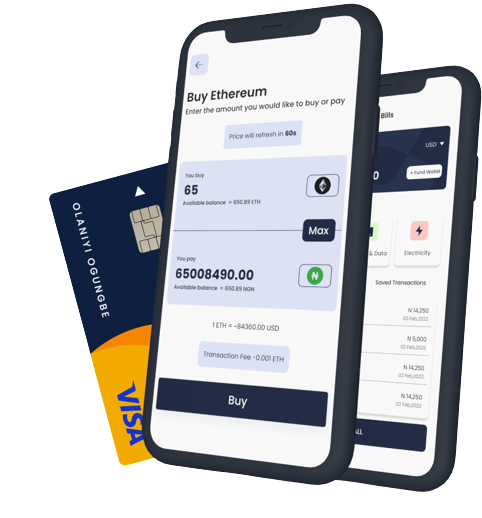 Buy Ethereum
Enter the amount you would like to buy or pay
Price will refresh in 60s
You buy
65
Available balance = 650.89 ETH
Max
You pay
65008490.00
Available balance = 650.89 NGN
1 ETH = ~84360.00 USD
Transaction Fee ~0.001 ETH
Buy
Bills
USD
0
+ Fund Wallet
& Data
Electricity
Saved Transactions
N 14,250
02 Feb,2022
N 5,000
02 Feb,2022
N 14,250
02 Feb,2022
N 14,250
02 Feb,2022
OLANIYI OGUNGBE
VISA